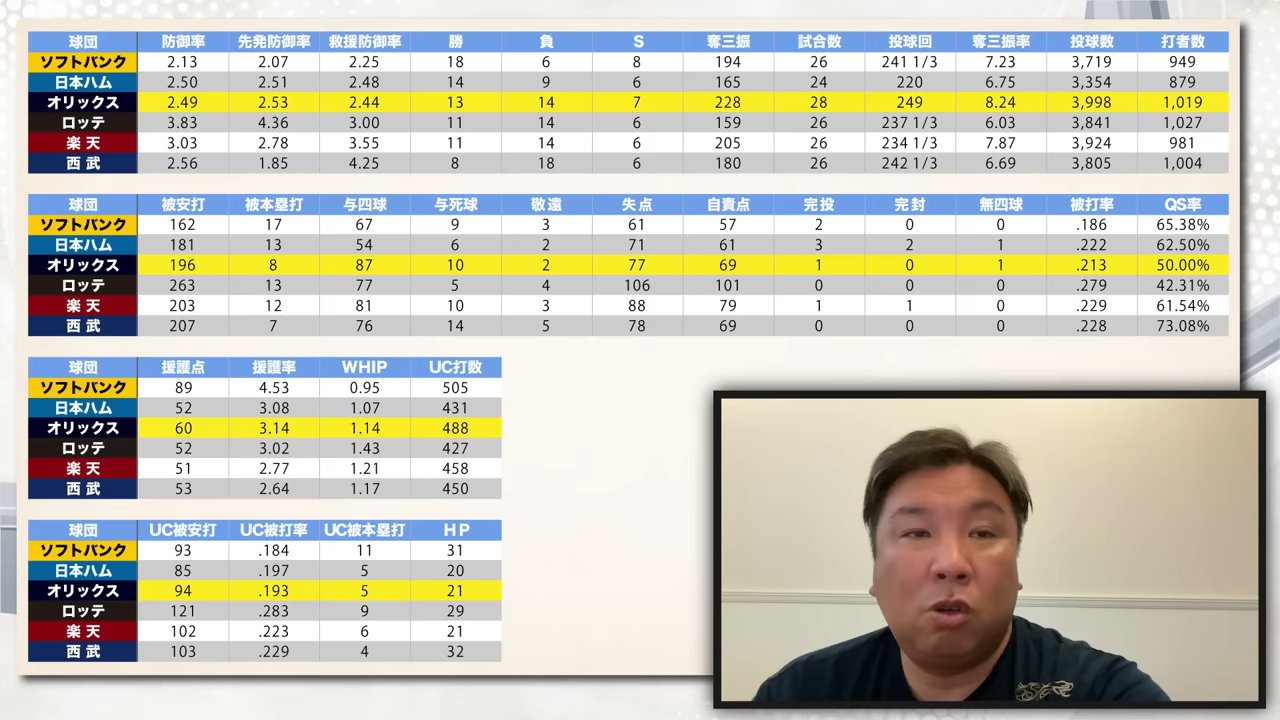 球団 防御率 先発防御率 救援防御率 勝 負 S 奪三振 試合数 投球回 奪三振率 投球数 打者数
ソフトバンク 2.13 2.07 2.25 18 6 8 194 26 241 1/3 7.23 3,719 949
日本ハム 2.50 2.51 2.48 14 9 6 165 24 220 6.75 3,354 879
オリックス 2.49 2.53 2.44 13 14 7 228 28 249 8.24 3,998 1,019
ロッテ 3.83 4.36 3.00 11 14 6 159 26 237 1/3 6.03 3,841 1,027
楽天 3.03 2.78 3.55 11 14 6 205 26 234 1/3 7.87 3,924 981
西武 2.56 1.85 4.25 8 18 6 180 26 242 1/3 6.69 3,805 1,004
球団 被安打 被本塁打 与四球 与死球 敬遠 失点 自責点 完投 完封 無四球 被打率 QS率
ソフトバンク 162 17 67 9 3 61 57 2 0 0 .186 65.38%
日本ハム 181 13 54 6 2 71 61 3 2 1 .222 62.50%
オリックス 196 8 87 10 2 77 69 1 0 1 .213 50.00%
ロッテ 263 13 77 5 4 106 101 0 0 0 .279 42.31%
楽天 203 12 81 10 3 88 79 1 1 0 .229 61.54%
西武 207 7 76 14 5 78 69 0 0 0 .228 73.08%
球団 援護点 援護率 WHIP UC打数
ソフトバンク 89 4.53 0.95 505
日本ハム 52 3.08 1.07 431
オリックス 60 3.14 1.14 488
ロッテ 52 3.02 1.43 427
楽天 51 2.77 1.21 458
西武 53 2.64 1.17 450
球団 UC被安打 UC被打率 UC被本塁打 HP
ソフトバンク 93 .184 11 31
日本ハム 85 .197 5 20
オリックス 94 .193 5 21
ロッテ 121 .283 9 29
楽天 102 .223 6 21
西武 103 .229 4 32